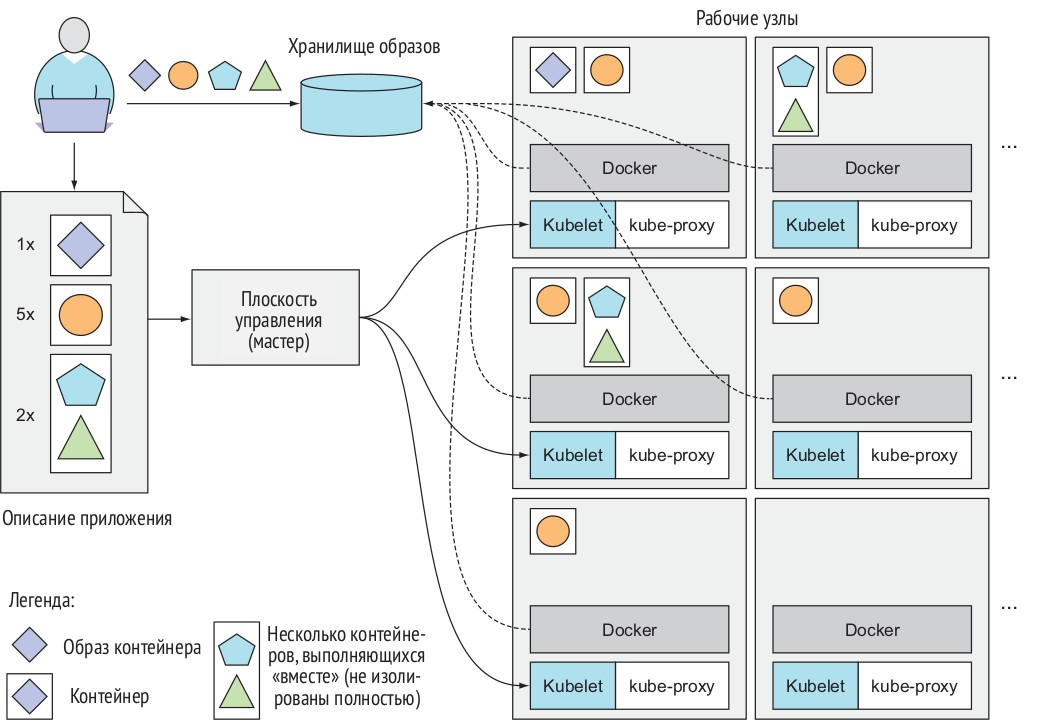 Рабочие узлы
Хранилище образов
Docker
Kubelet kube-proxy
Docker
Kubelet kube-proxy
...
1x
5x
2x
Описание приложения
Плоскость
управления
(мастер)
Docker
Kubelet kube-proxy
Docker
Kubelet kube-proxy
...
Docker
Kubelet kube-proxy
Docker
Kubelet kube-proxy
...
Легенда:
Образ контейнера
Контейнер
Несколько контейне-
ров, выполняющихся
«вместе» (не изоли-
рованы полностью)